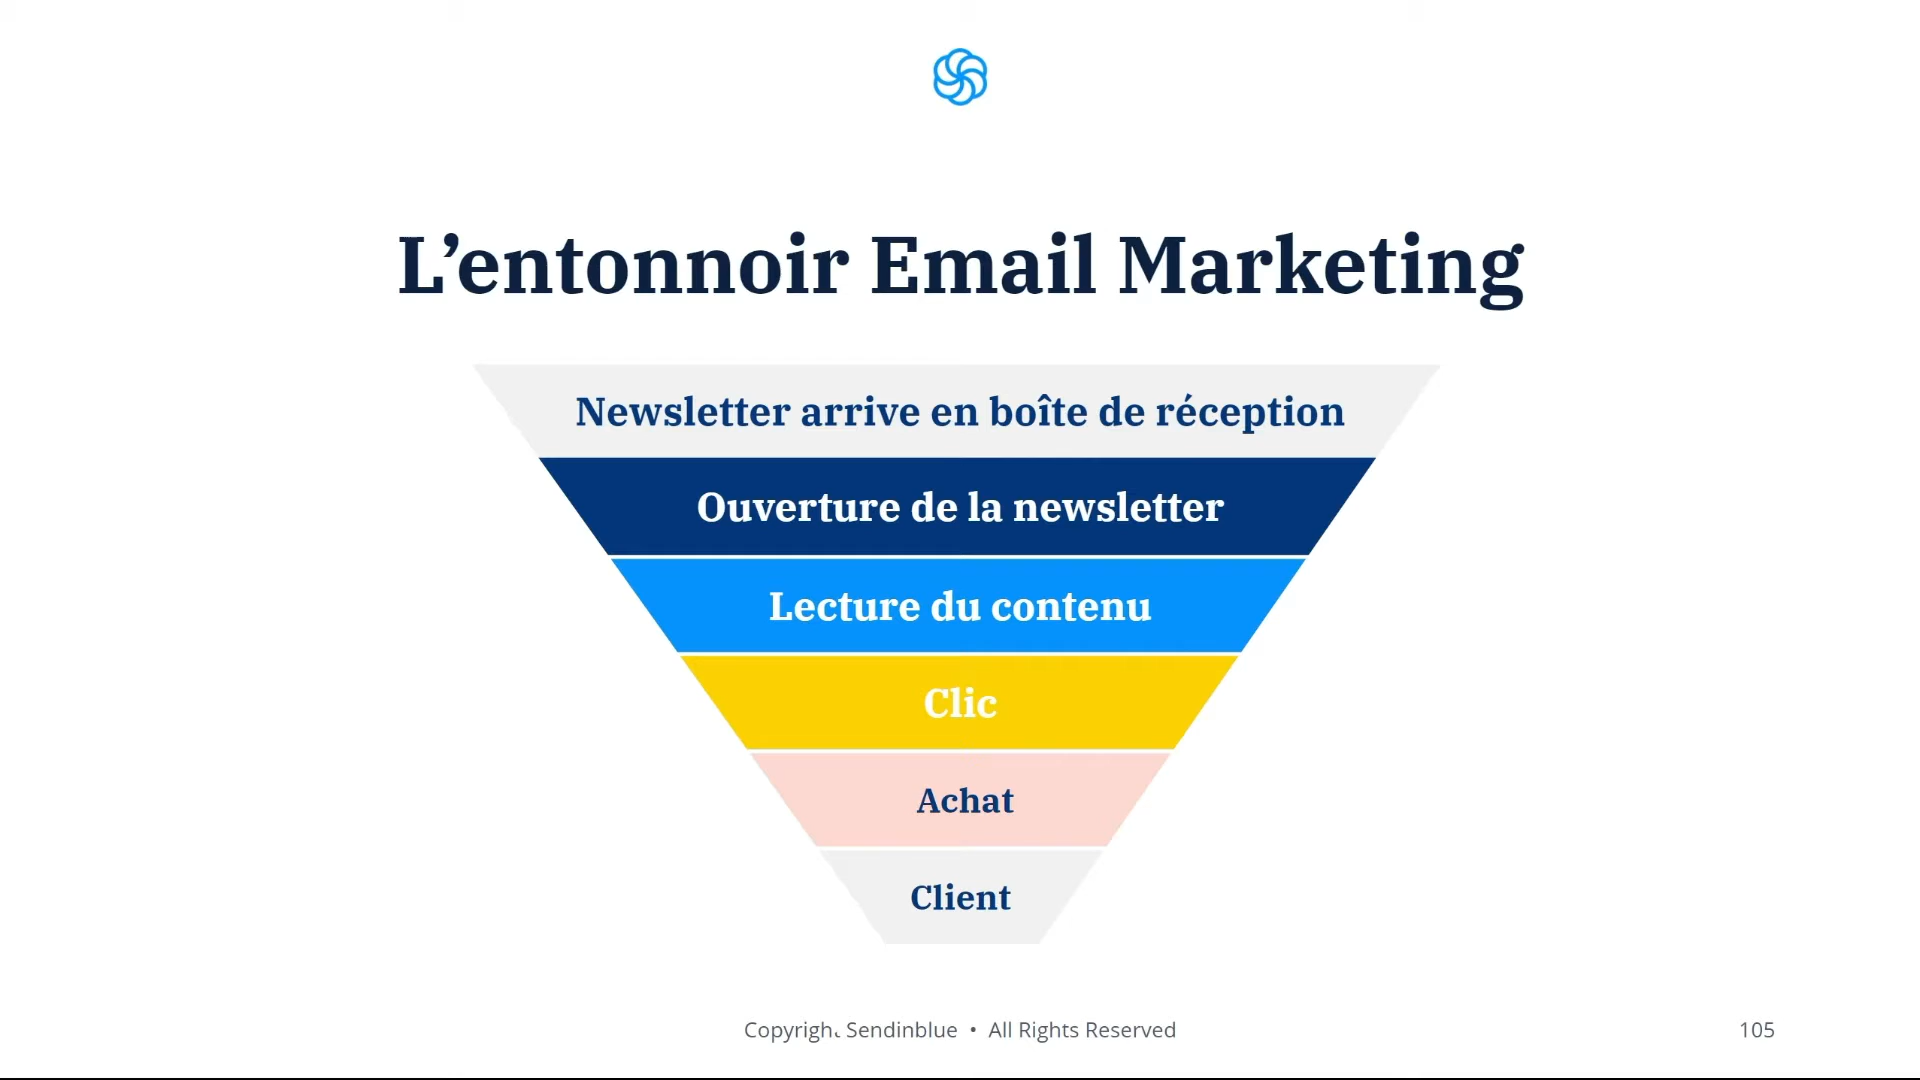 L’entonnoir Email Marketing
Newsletter arrive en boîte de réception
Ouverture de la newsletter
Lecture du contenu
Clic
Achat
Client
Copyright Sendinblue • All Rights Reserved
105